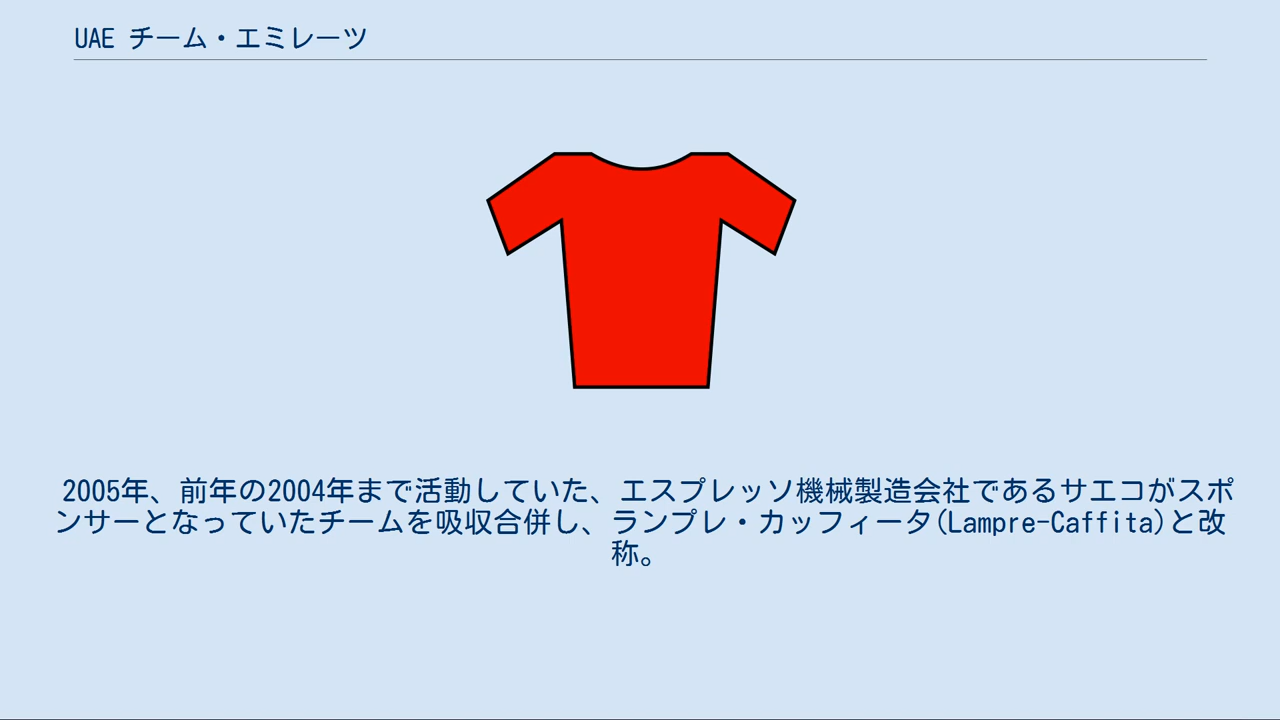 UAE チーム・エミレーツ
2005年、前年の2004年まで活動していた、エスプレッソ機械製造会社であるサエコがスポ
ンサーとなっていたチームを吸収合併し、ランプレ・カッフィータ(Lampre-Caffita)と改
称。